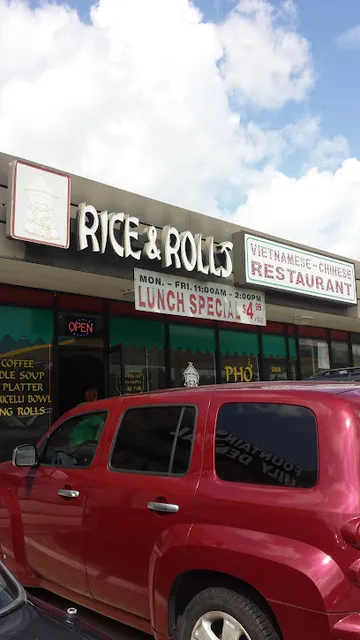 RICE & ROLLS
VIETNAMESE - CHINESE
RESTAURANT
MON. - FRI. 11:00AM - 2:00PM
LUNCH SPECIAL $4.99
OPEN
COFFEE
DLE SOUP
PLATTER
ICELLI BOWL
NG ROLLS
PHỞ